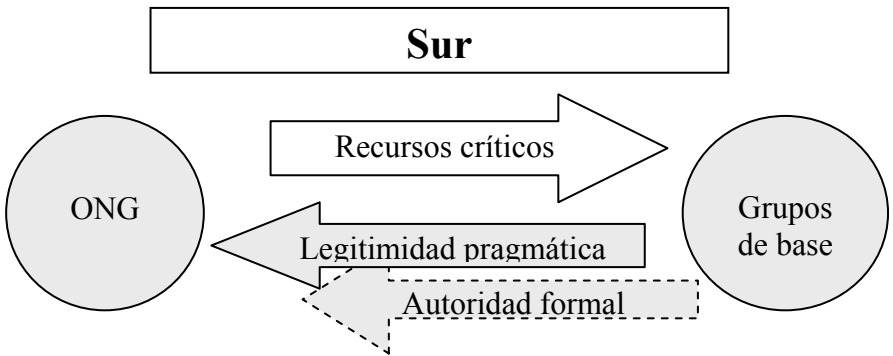 Sur
Recursos críticos
ONG
Grupos
de base
Legitimidad pragmática
Autoridad formal